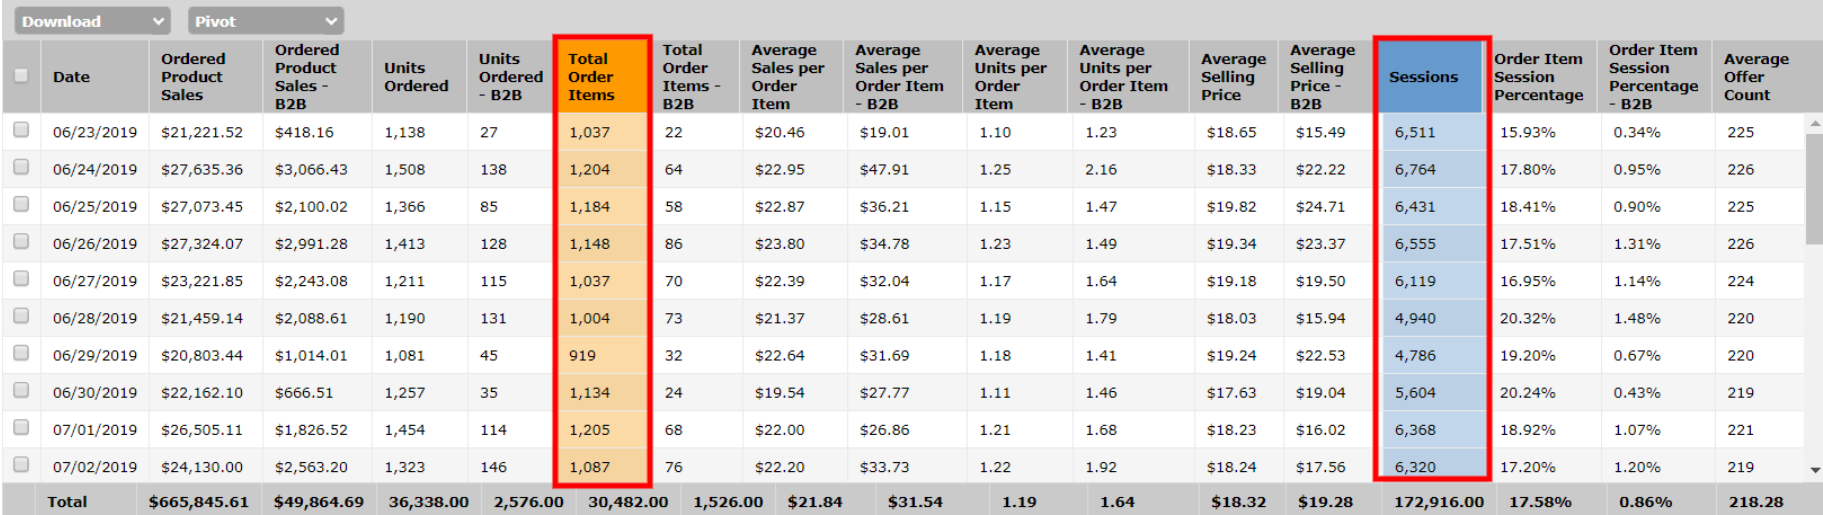 Download Pivot
Date Ordered Product Sales Ordered Product Sales - B2B Units Ordered Units Ordered - B2B Total Order Items Total Order Items - B2B Average Sales per Order Item Average Sales per Order Item - B2B Average Units per Order Item Average Units per Order Item - B2B Average Selling Price Average Selling Price - B2B Sessions Order Item Session Percentage Order Item Session Percentage - B2B Average Offer Count
06/23/2019 $21,221.52 $418.16 1,138 27 1,037 22 $20.46 $19.01 1.10 1.23 $18.65 $15.49 6,511 15.93% 0.34% 225
06/24/2019 $27,635.36 $3,066.43 1,508 138 1,204 64 $22.95 $47.91 1.25 2.16 $18.33 $22.22 6,764 17.80% 0.95% 226
06/25/2019 $27,073.45 $2,100.02 1,366 85 1,184 58 $22.87 $36.21 1.15 1.47 $19.82 $24.71 6,431 18.41% 0.90% 225
06/26/2019 $27,324.07 $2,991.28 1,413 128 1,148 86 $23.80 $34.78 1.23 1.49 $19.34 $23.37 6,555 17.51% 1.31% 226
06/27/2019 $23,221.85 $2,243.08 1,211 115 1,037 70 $22.39 $32.04 1.17 1.64 $19.18 $19.50 6,119 16.95% 1.14% 224
06/28/2019 $21,459.14 $2,088.61 1,190 131 1,004 73 $21.37 $28.61 1.19 1.79 $18.03 $15.94 4,940 20.32% 1.48% 220
06/29/2019 $20,803.44 $1,014.01 1,081 45 919 32 $22.64 $31.69 1.18 1.41 $19.24 $22.53 4,786 19.20% 0.67% 220
06/30/2019 $22,162.10 $666.51 1,257 35 1,134 24 $19.54 $27.77 1.11 1.46 $17.63 $19.04 5,604 20.24% 0.43% 219
07/01/2019 $26,505.11 $1,826.52 1,454 114 1,205 68 $22.00 $26.86 1.21 1.68 $18.23 $16.02 6,368 18.92% 1.07% 221
07/02/2019 $24,130.00 $2,563.20 1,323 146 1,087 76 $22.20 $33.73 1.22 1.92 $18.24 $17.56 6,320 17.20% 1.20% 219
Total $665,845.61 $49,864.69 36,338.00 2,576.00 30,482.00 1,526.00 $21.84 $31.54 1.19 1.64 $18.32 $19.28 172,916.00 17.58% 0.86% 218.28